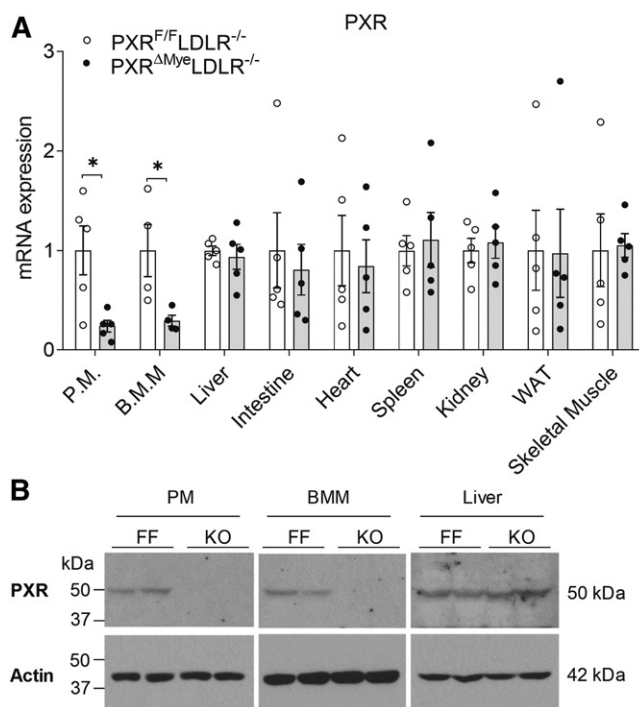 A
PXR
PXR^F/F LDLR^-/-
PXR^ΔMye LDLR^-/-
mRNA expression
3
2
1
0
* *
P.M. B.M.M Liver Intestine Heart Spleen Kidney WAT Skeletal Muscle
B
PM BMM Liver
FF KO FF KO FF KO
kDa
PXR 50 50 kDa
37
Actin 50 42 kDa
37